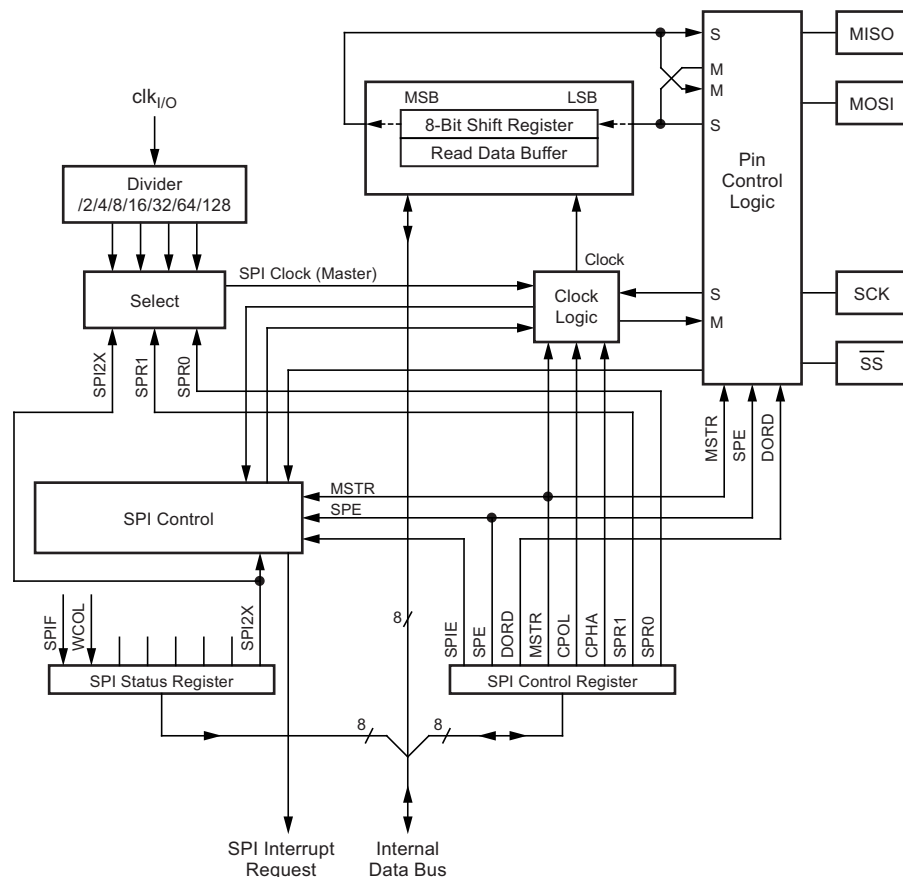 clkI/O
Divider
/2/4/8/16/32/64/128
Select
SPI Clock (Master)
SPI2X
SPR1
SPR0
MSB
LSB
8-Bit Shift Register
Read Data Buffer
Clock
Clock
Logic
S
M
M
S
Pin
Control
Logic
S
M
MISO
MOSI
SCK
SS
MSTR
SPE
DORD
SPI Control
MSTR
SPE
SPIF
WCOL
SPI2X
SPI Status Register
8
SPIE
SPE
DORD
MSTR
CPOL
CPHA
SPR1
SPR0
SPI Control Register
8
8
SPI Interrupt
Request
Internal
Data Bus